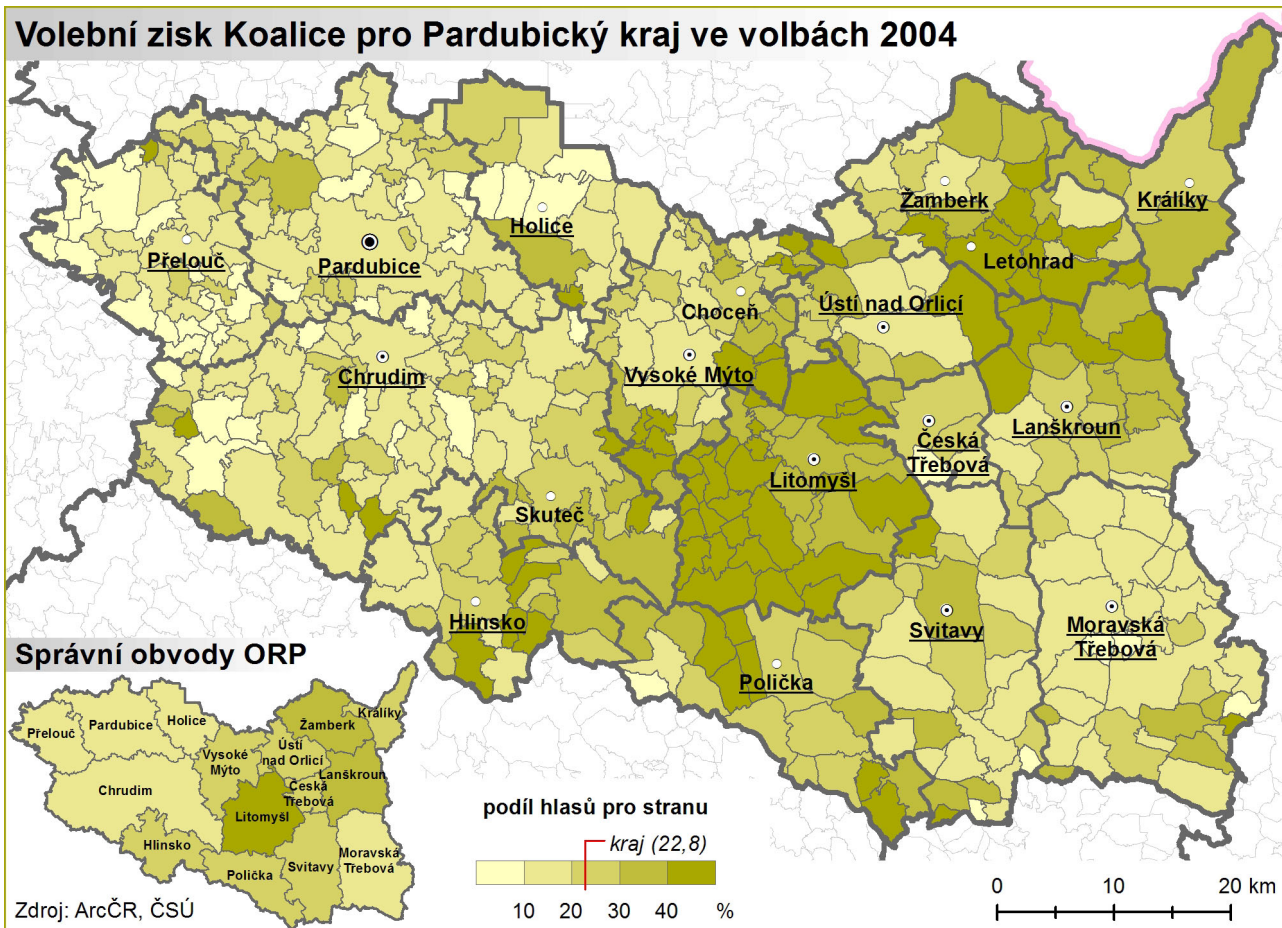 Volební zisk Koalice pro Pardubický kraj ve volbách 2004
Žamberk
Králíky
Holice
Přelouč
Pardubice
Letohrad
Choceň
Ústí nad Orlicí
Chrudim
Vysoké Mýto
Lanškroun
Česká
Třebová
Litomyšl
Skuteč
Hlinsko
Svitavy
Moravská
Třebová
Polička
Správní obvody ORP
Přelouč
Pardubice
Holice
Žamberk
Králíky
Vysoké
Mýto
Ústí
nad Orlicí
Lanškroun
Česká
Třebová
Chrudim
Litomyšl
Hlinsko
Polička
Svitavy
Moravská
Třebová
podíl hlasů pro stranu
kraj (22,8)
10 20 30 40 %
0 10 20 km
Zdroj: ArcČR, ČSÚ